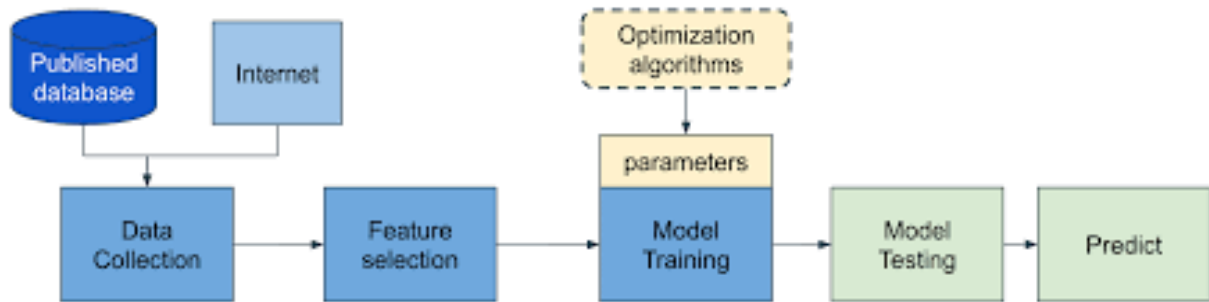 Published
database
Internet
Optimization
algorithms
parameters
Data
Collection
Feature
selection
Model
Training
Model
Testing
Predict